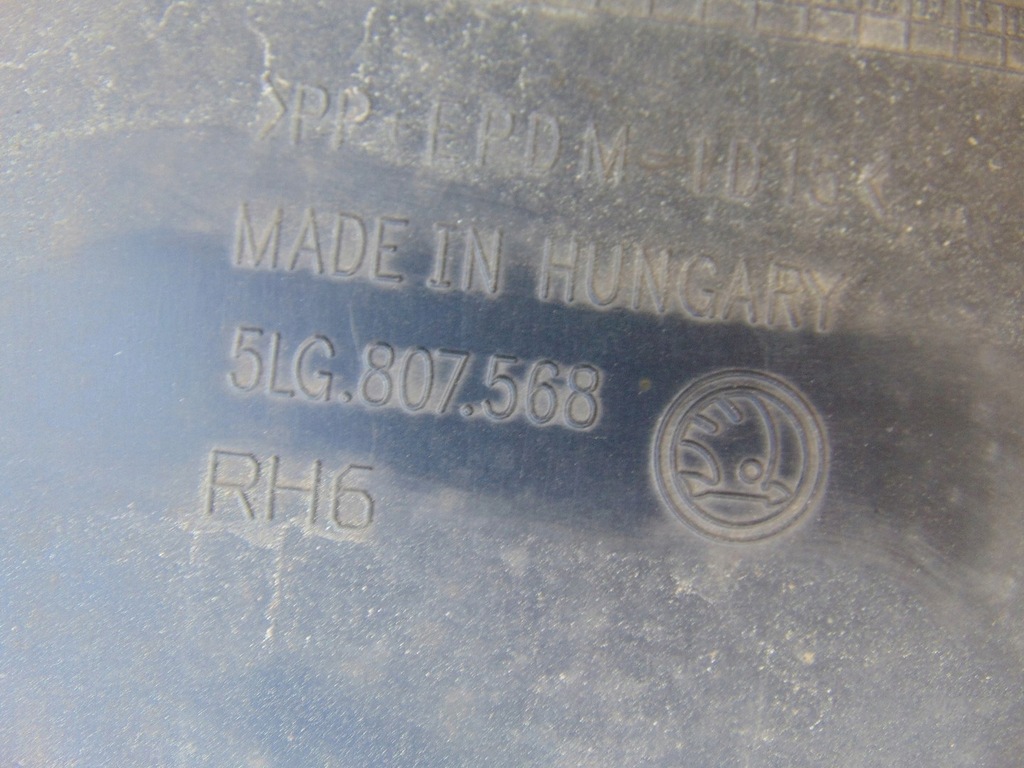 >PP+EPDM-TD15<
MADE IN HUNGARY
5LG.807.568
RH6